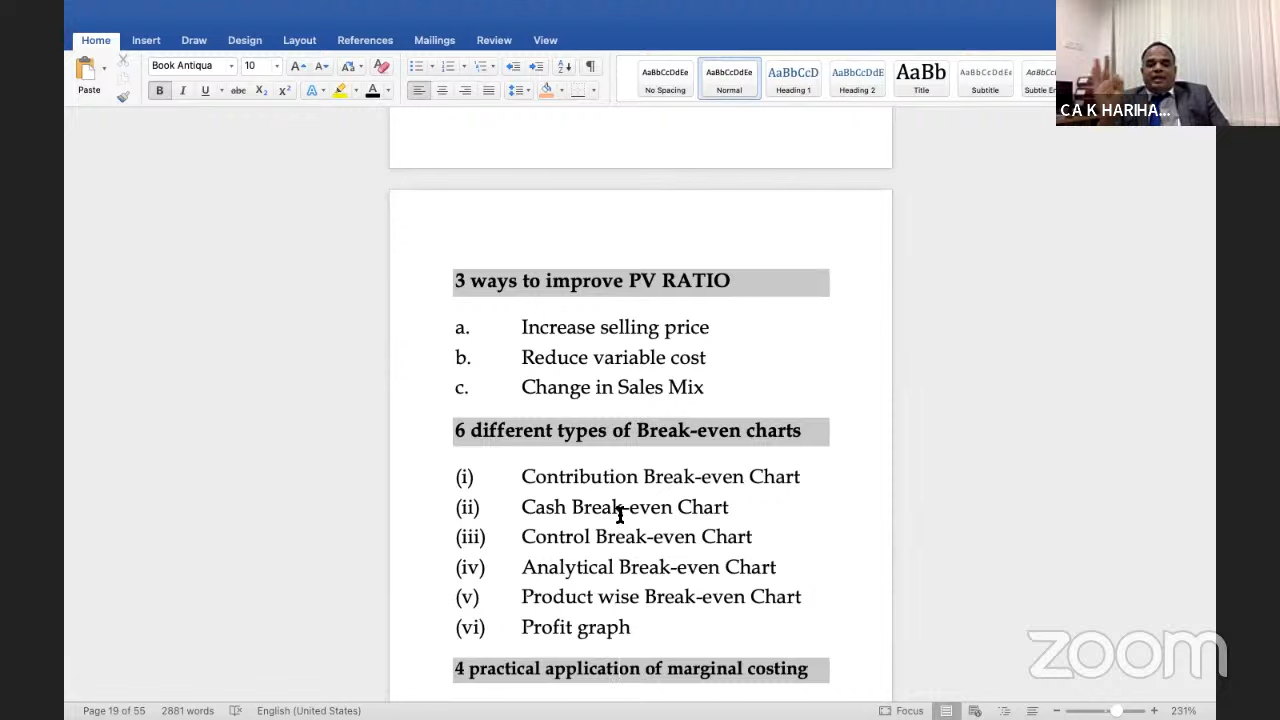 Home Insert Draw Design Layout References Mailings Review View
Paste
Book Antiqua 10
AaBbCcDdEe AaBbCcDdEe AaBbCcD AaBbCcDdE AaBb AaBbCcDdEe AaBbCcDdEe
No Spacing Normal Heading 1 Heading 2 Title Subtitle Subtle En
C A K HARIHA...
3 ways to improve PV RATIO
a. Increase selling price
b. Reduce variable cost
c. Change in Sales Mix
6 different types of Break-even charts
(i) Contribution Break-even Chart
(ii) Cash Break-even Chart
(iii) Control Break-even Chart
(iv) Analytical Break-even Chart
(v) Product wise Break-even Chart
(vi) Profit graph
4 practical application of marginal costing
zoom
Page 19 of 55 2881 words English (United States) Focus 231%